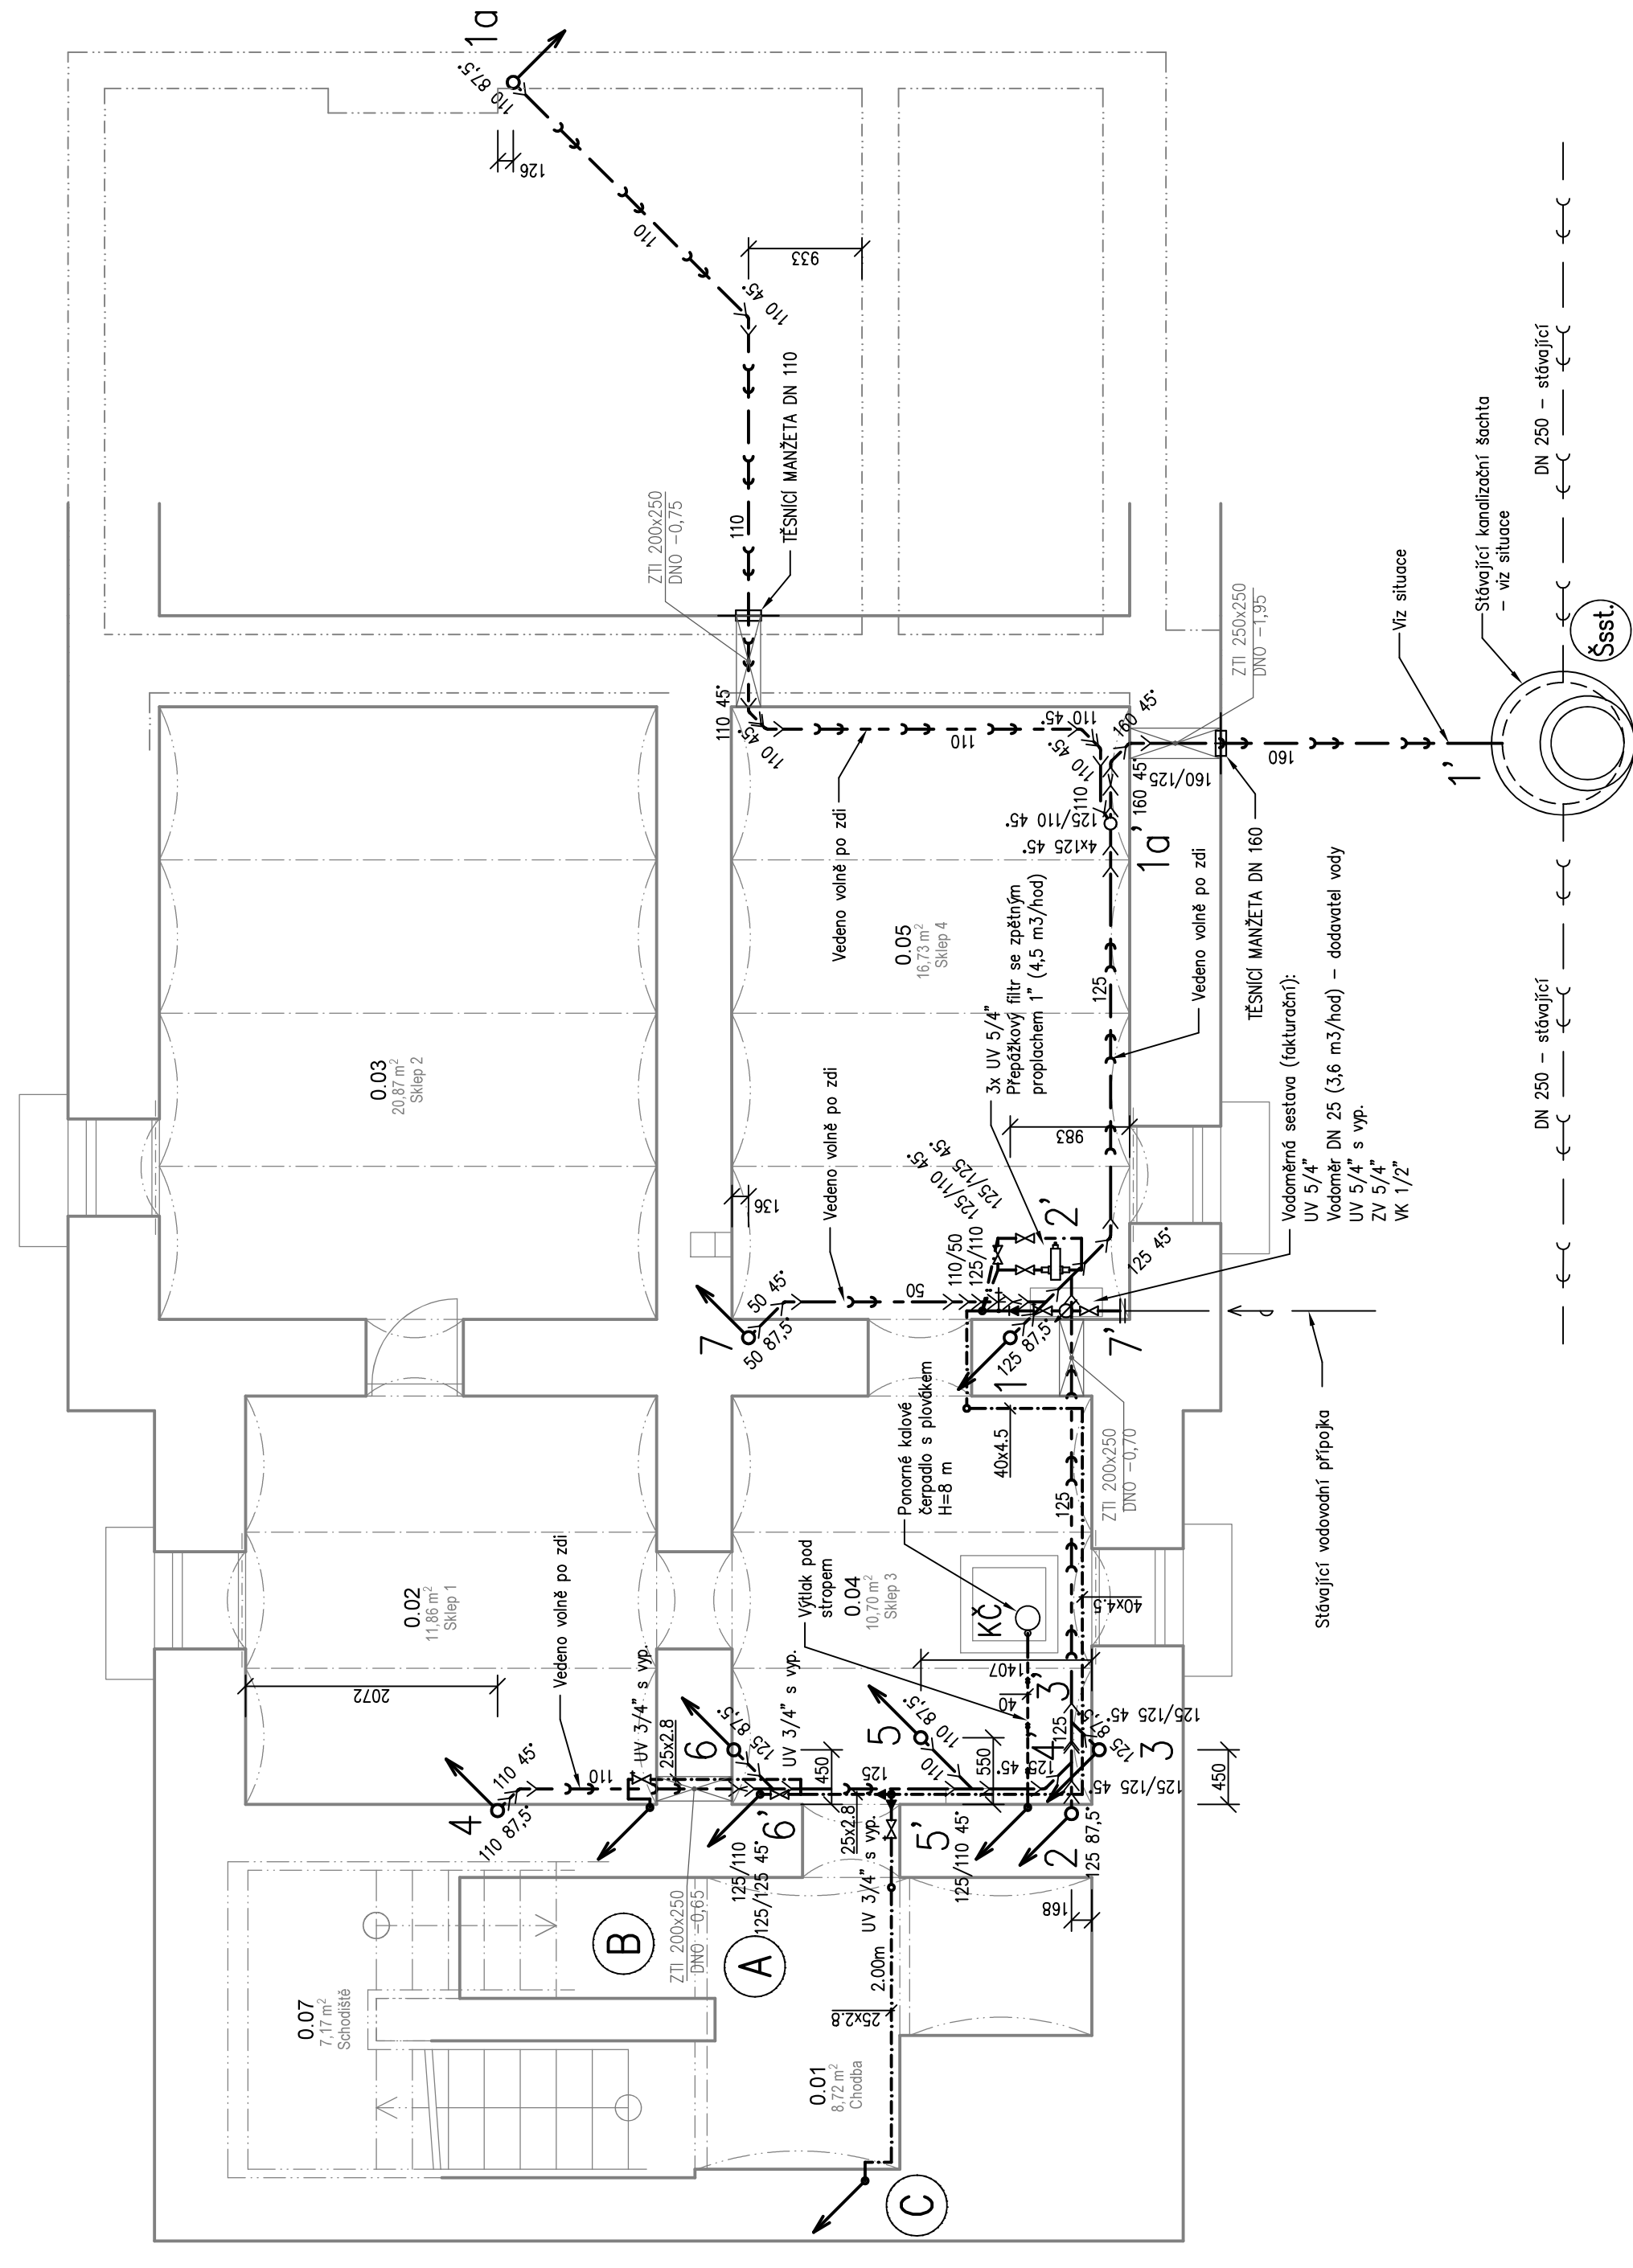 1a
110 87,5°
126
110
110 45°
933
TĚSNÍCÍ MANŽETA DN 110
110
ZTI 200x250
DNO -0,75
110 45°
110 45°
110
Vedeno volně po zdi
110 45°
110 45°
160 45°
160 45°
110
125/110 45°
4x125 45°
1a'
160/125
ZTI 250x250
DNO -1,95
160
1'
Viz situace
Stávající kanalizační šachta
- viz situace
Šsst.
DN 250 - stávající
DN 250 - stávající
TĚSNÍCÍ MANŽETA DN 160
Vedeno volně po zdi
125
0.03
20,87 m²
Sklep 2
0.05
16,73 m²
Sklep 4
3x UV 5/4"
Přepážkový filtr se zpětným
proplachem 1" (4,5 m3/hod)
983
136
Vedeno volně po zdi
125/110 45°
125/125 45°
2'
110/50
125/110
125 45°
Vodoměrná sestava (fakturační):
UV 5/4"
Vodoměr DN 25 (3,6 m3/hod) - dodavatel vody
UV 5/4" s vyp.
ZV 5/4"
VK 1/2"
7
50 45°
50 87,5°
50
1
125 87,5°
7'
Stávající vodovodní přípojka
40x4.5
ZTI 200x250
DNO -0,70
125
Ponorné kalové
čerpadlo s plovákem
H=8 m
KČ
40x4.5
0.02
11,86 m²
Sklep 1
0.04
10,70 m²
Sklep 3
Výtlak pod
stropem
Vedeno volně po zdi
2072
1407
40
UV 3/4" s vyp.
25x2.8
UV 3/4" s vyp.
4
110 45°
110 87,5°
110
6
125 87,5°
6'
450
5
110 87,5°
110
125
550
125 45°
5'
4'
3'
125
125/125 45°
87,5°
125
3
125/125 45°
450
2
125 87,5°
168
125/110 45°
25x2.8
UV 3/4" s vyp.
2.00m
25x2.8
125/110
125/125 45°
ZTI 200x250
DNO -0,65
A
B
C
0.07
7,17 m²
Schodiště
0.01
8,72 m²
Chodba